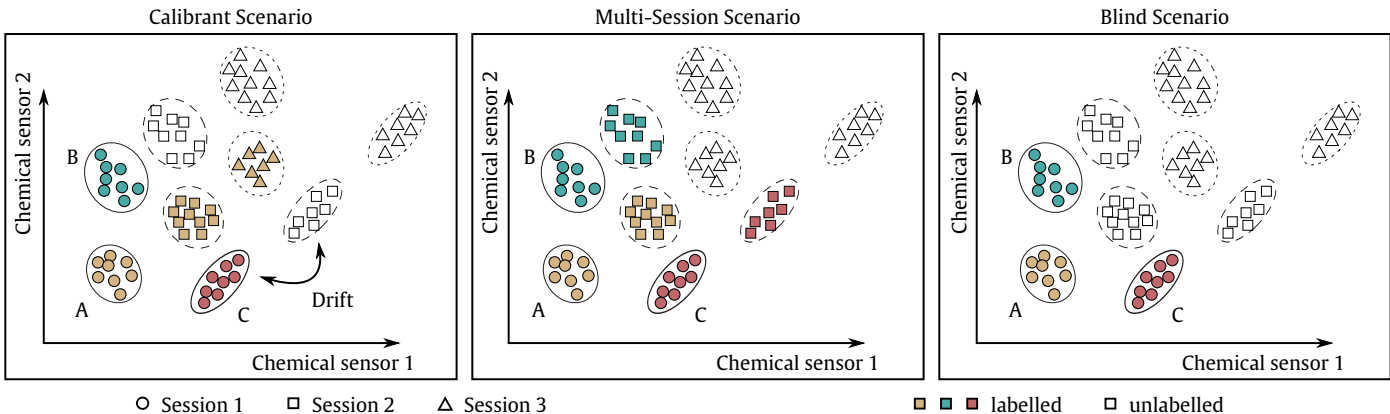 Calibrant Scenario
Multi-Session Scenario
Blind Scenario
Chemical sensor 2
B
A
C
Drift
Chemical sensor 1
Chemical sensor 2
B
A
C
Chemical sensor 1
Chemical sensor 2
B
A
C
Chemical sensor 1
Session 1
Session 2
Session 3
labelled
unlabelled